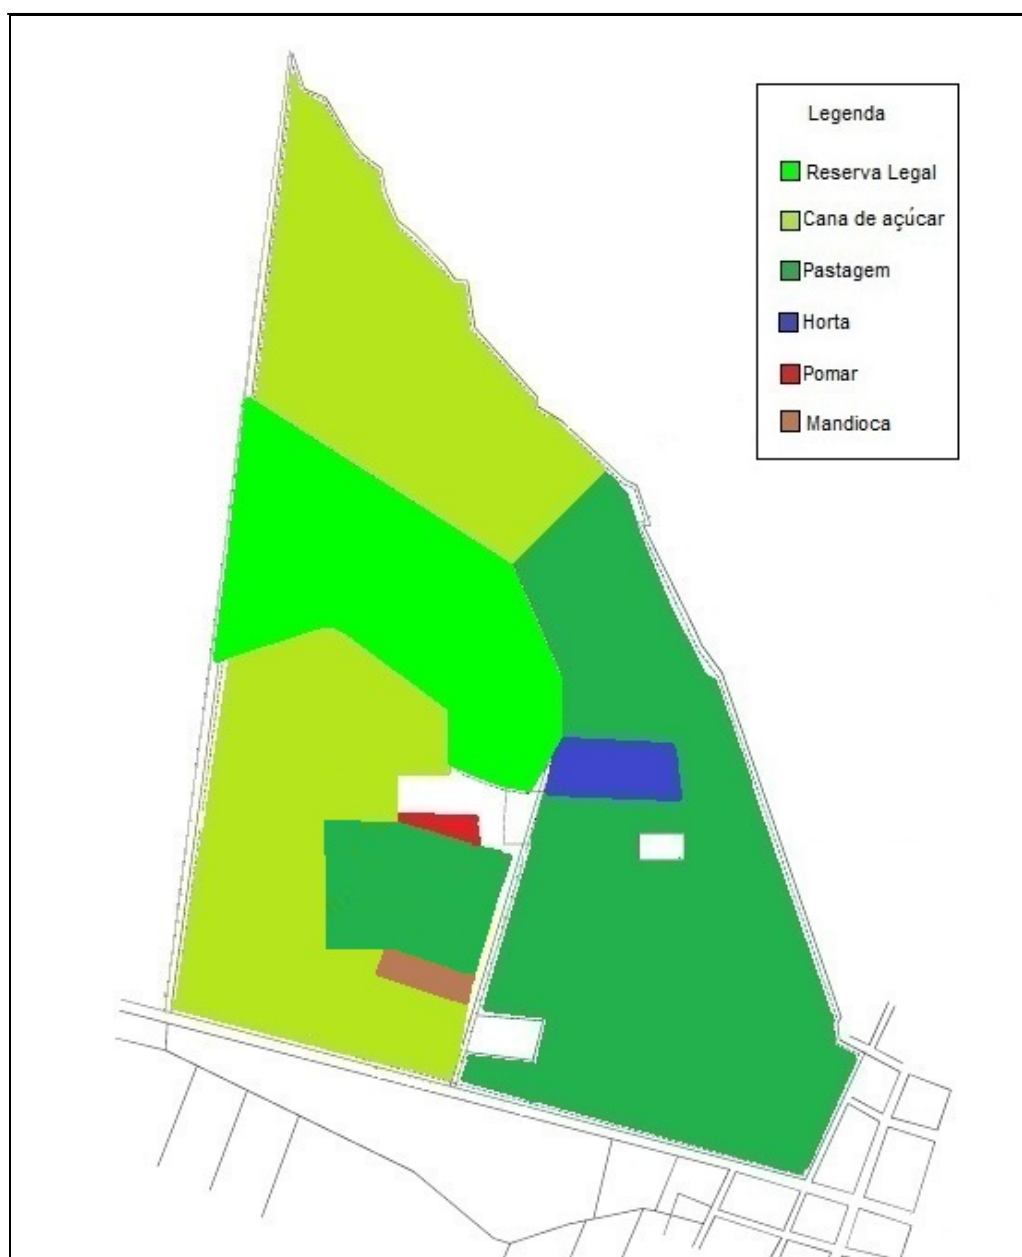 Legenda
Reserva Legal
Cana de açúcar
Pastagem
Horta
Pomar
Mandioca